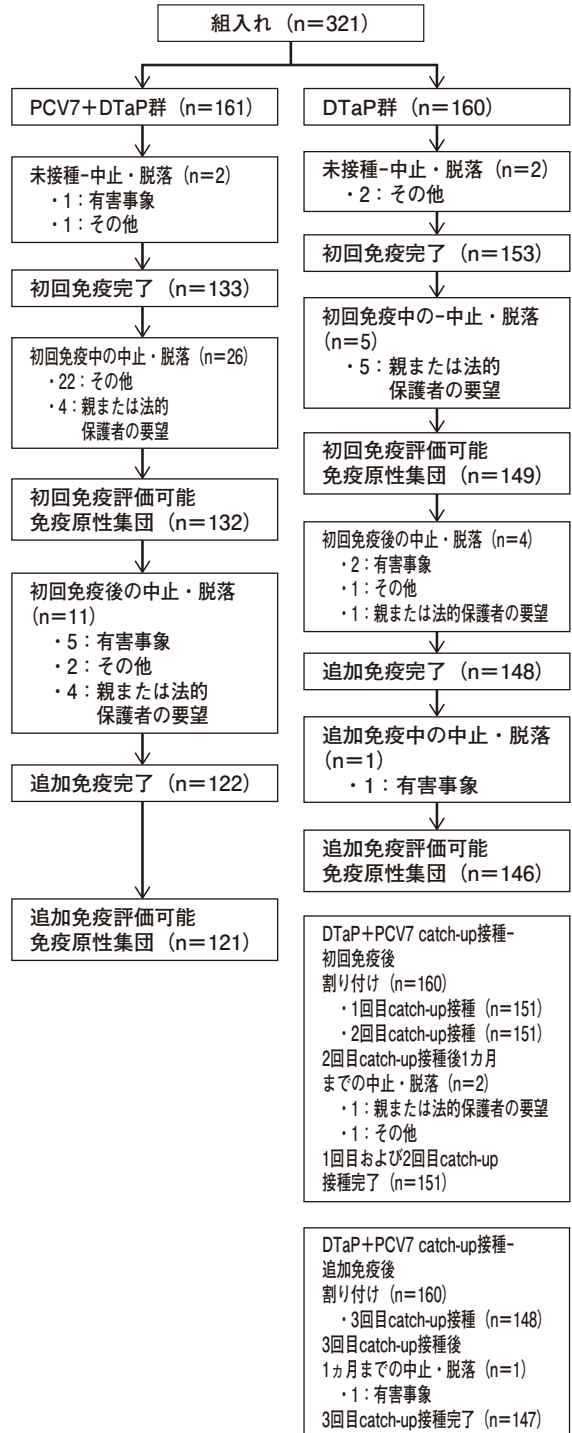 組入れ（n=321）
PCV7＋DTaP群（n=161）
未接種−中止・脱落（n=2）
・1：有害事象
・1：その他
初回免疫完了（n=133）
初回免疫中の中止・脱落（n=26）
・22：その他
・4：親または法的
保護者の要望
初回免疫評価可能
免疫原性集団（n=132）
初回免疫後の中止・脱落
（n=11）
・5：有害事象
・2：その他
・4：親または法的
保護者の要望
追加免疫完了（n=122）
追加免疫評価可能
免疫原性集団（n=121）
DTaP群（n=160）
未接種−中止・脱落（n=2）
・2：その他
初回免疫完了（n=153）
初回免疫中の−中止・脱落
（n=5）
・5：親または法的
保護者の要望
初回免疫評価可能
免疫原性集団（n=149）
初回免疫後の中止・脱落（n=4）
・2：有害事象
・1：その他
・1：親または法的保護者の要望
追加免疫完了（n=148）
追加免疫中の中止・脱落
（n=1）
・1：有害事象
追加免疫評価可能
免疫原性集団（n=146）
DTaP＋PCV7 catch-up接種−
初回免疫後
割り付け（n=160）
・1回目catch-up接種（n=151）
・2回目catch-up接種（n=151）
2回目catch-up接種後1カ月
までの中止・脱落（n=2）
・1：親または法的保護者の要望
・1：その他
1回目および2回目catch-up
接種完了（n=151）
DTaP＋PCV7 catch-up接種−
追加免疫後
割り付け（n=160）
・3回目catch-up接種（n=148）
3回目catch-up接種後
1ヵ月までの中止・脱落（n=1）
・1：有害事象
3回目catch-up接種完了（n=147）